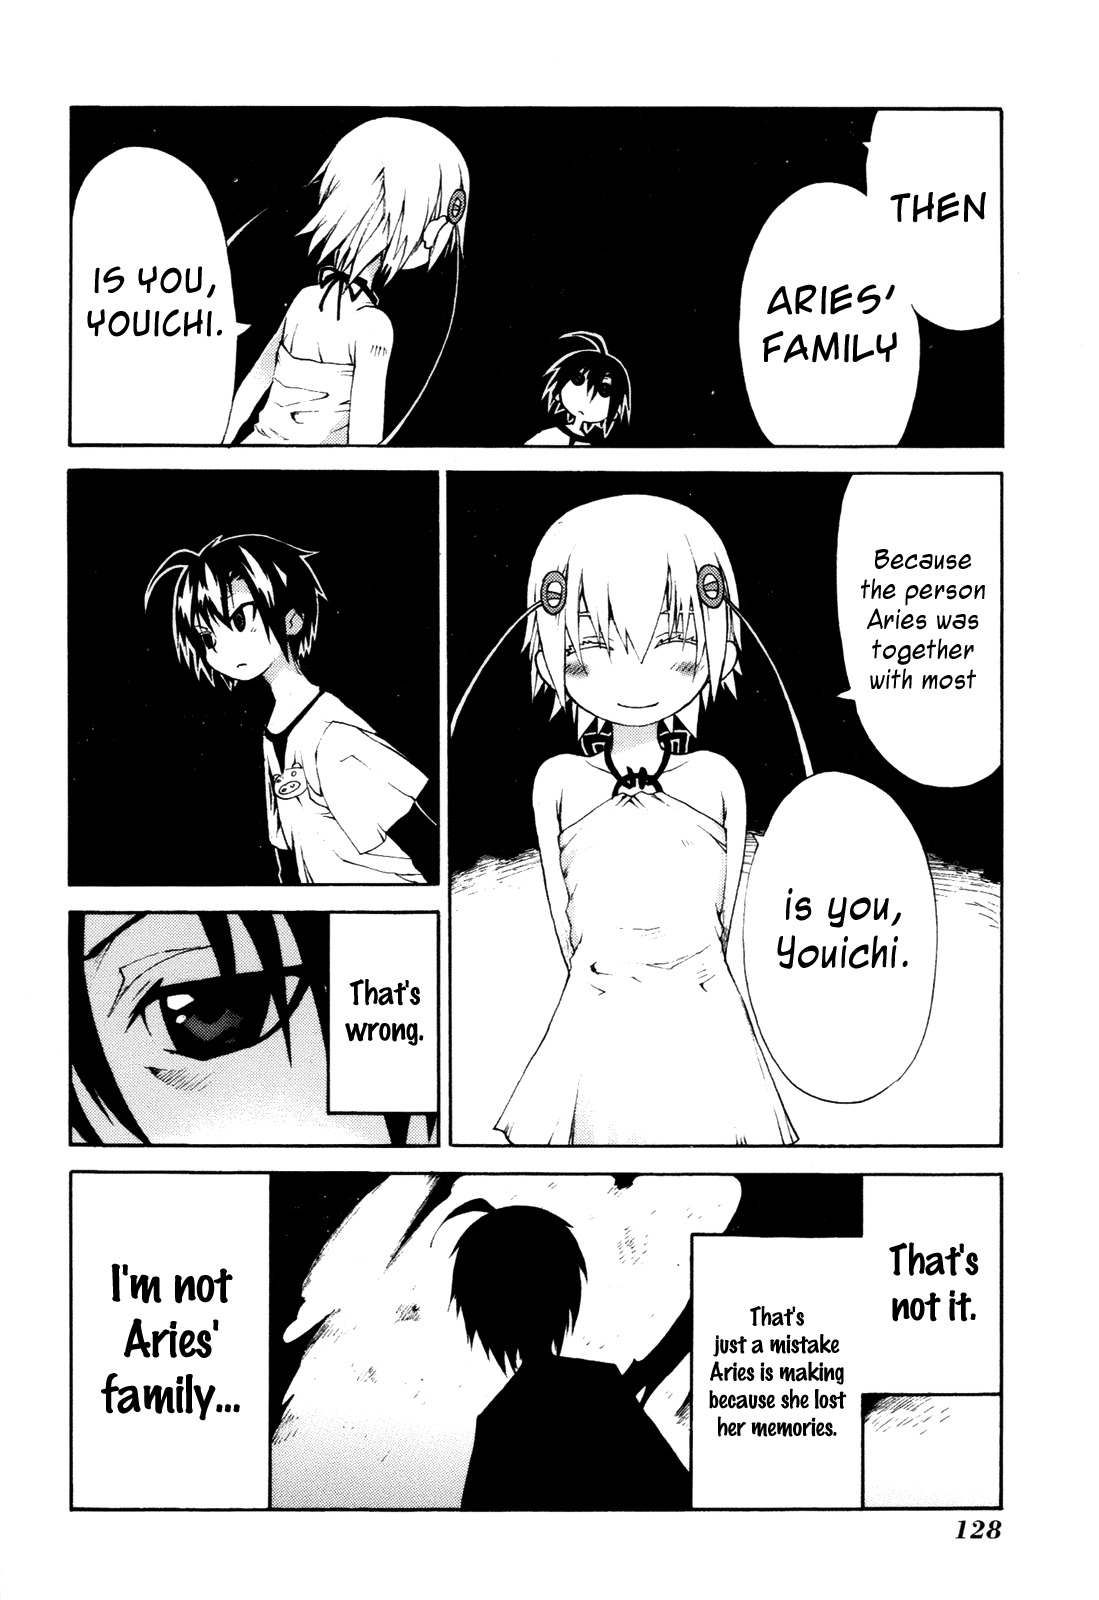 THEN
ARIES'
FAMILY
IS YOU,
YOUICHI.
Because
the person
Aries was
together
with most
is you,
Youichi.
That's
wrong.
That's
not it.
That's
just a mistake
Aries is making
because she lost
her memories.
I'm not
Aries'
family...
128